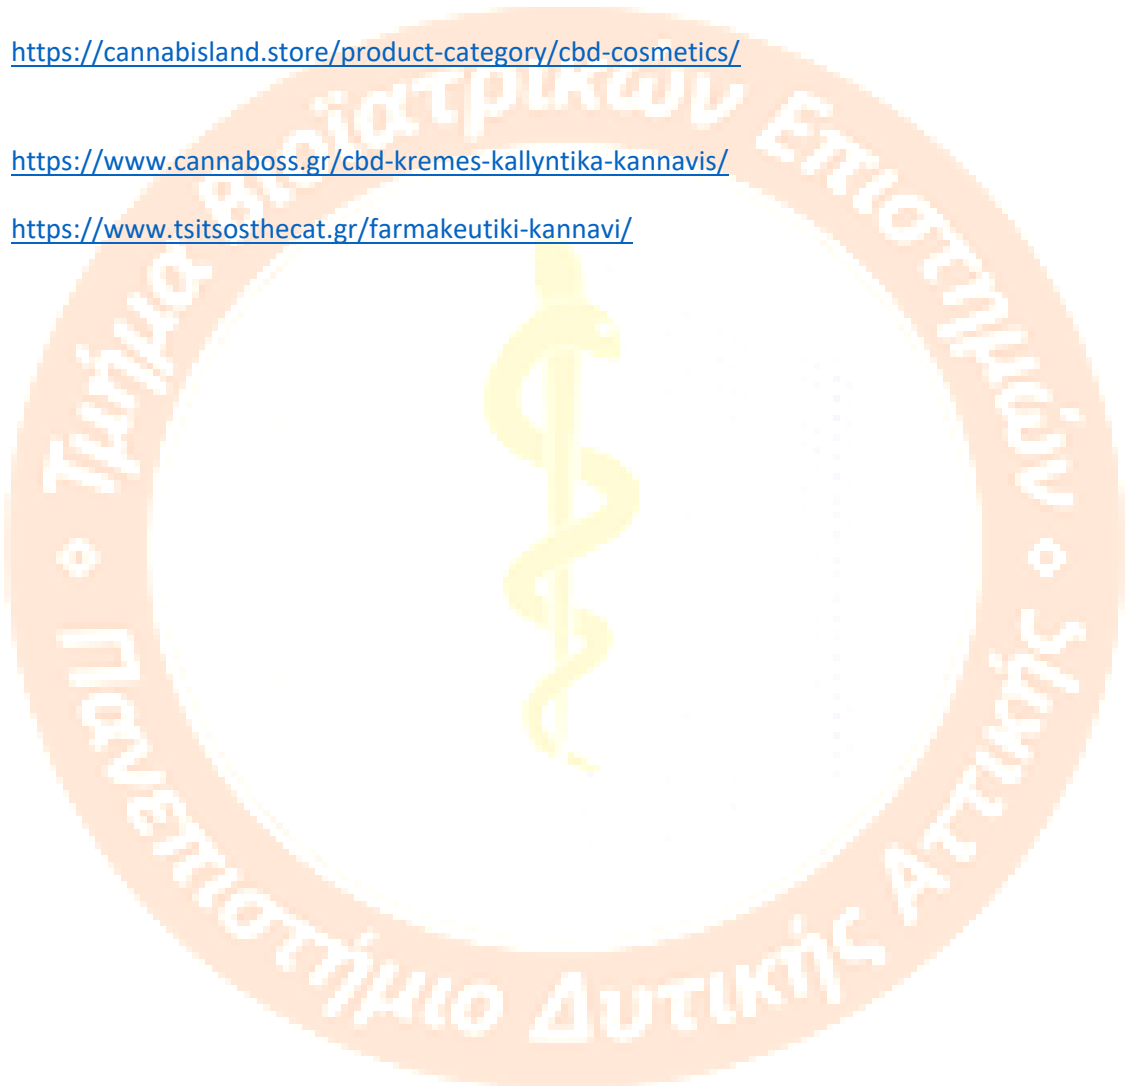 https://cannabisland.store/product-category/cbd-cosmetics/
https://www.cannaboss.gr/cbd-kremes-kallyntika-kannavis/
https://www.tsitsosthecat.gr/farmakeutiki-kannavi/
Τμήμα Βιοϊατρικών Επιστημών
Πανεπιστήμιο Δυτικής Αττικής